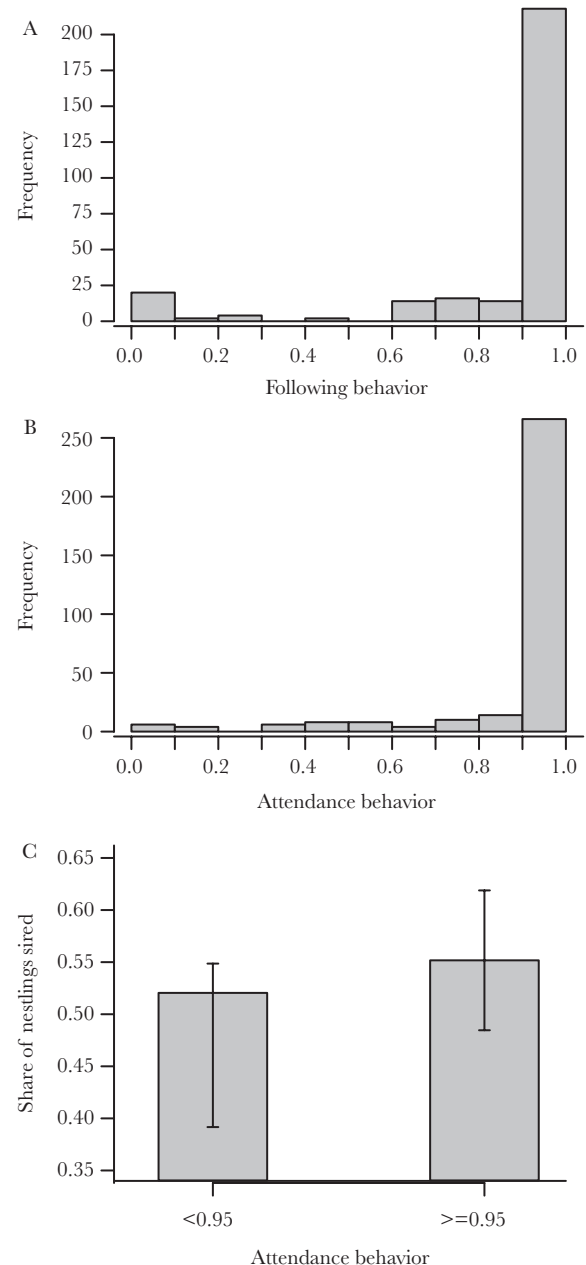 A
200
175
150
125
100
75
50
25
0
Frequency
0.0 0.2 0.4 0.6 0.8 1.0
Following behavior
B
250
200
150
100
50
0
Frequency
0.0 0.2 0.4 0.6 0.8 1.0
Attendance behavior
C
0.65
0.60
0.55
0.50
0.45
0.40
0.35
Share of nestlings sired
<0.95 >=0.95
Attendance behavior